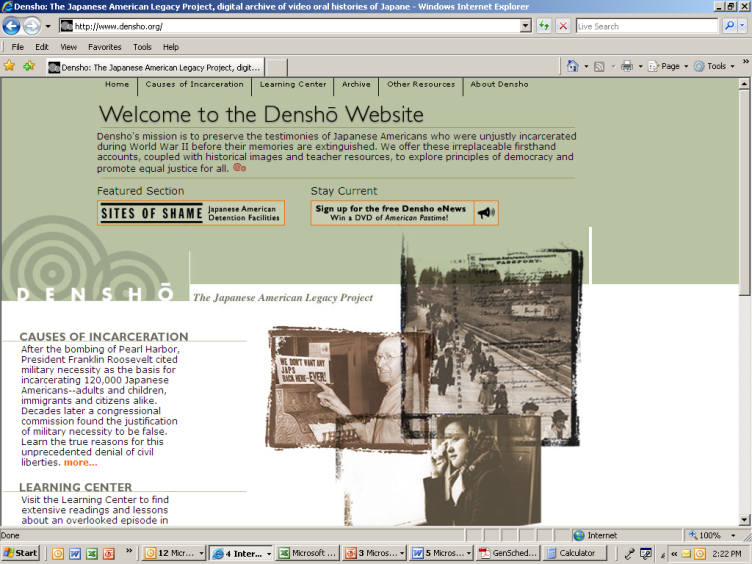 Densho: The Japanese American Legacy Project, digital archive of video oral histories of Japane - Windows Internet Explorer
http://www.densho.org/
Live Search
File Edit View Favorites Tools Help
Densho: The Japanese American Legacy Project, digit...
Page Tools
Home Causes of Incarceration Learning Center Archive Other Resources About Densho
Welcome to the Denshō Website
Densho's mission is to preserve the testimonies of Japanese Americans who were unjustly incarcerated
during World War II before their memories are extinguished. We offer these irreplaceable firsthand
accounts, coupled with historical images and teacher resources, to explore principles of democracy and
promote equal justice for all.
Featured Section
Stay Current
SITES OF SHAME
Japanese American
Detention Facilities
Sign up for the free Densho eNews
Win a DVD of American Pastime!
DENSHŌ
The Japanese American Legacy Project
PASSPORT.
WE DON'T WANT ANY
JAPS
BACK HERE-EVER!
CAUSES OF INCARCERATION
After the bombing of Pearl Harbor,
President Franklin Roosevelt cited
military necessity as the basis for
incarcerating 120,000 Japanese
Americans--adults and children,
immigrants and citizens alike.
Decades later a congressional
commission found the justification
of military necessity to be false.
Learn the true reasons for this
unprecedented denial of civil
liberties. more...
LEARNING CENTER
Visit the Learning Center to find
extensive readings and lessons
about an overlooked episode in
Done
Internet
100%
Start
12 Micr...
4 Inter...
Microsoft ...
3 Micros...
5 Micros...
GenSched...
Calculator
2:22 PM